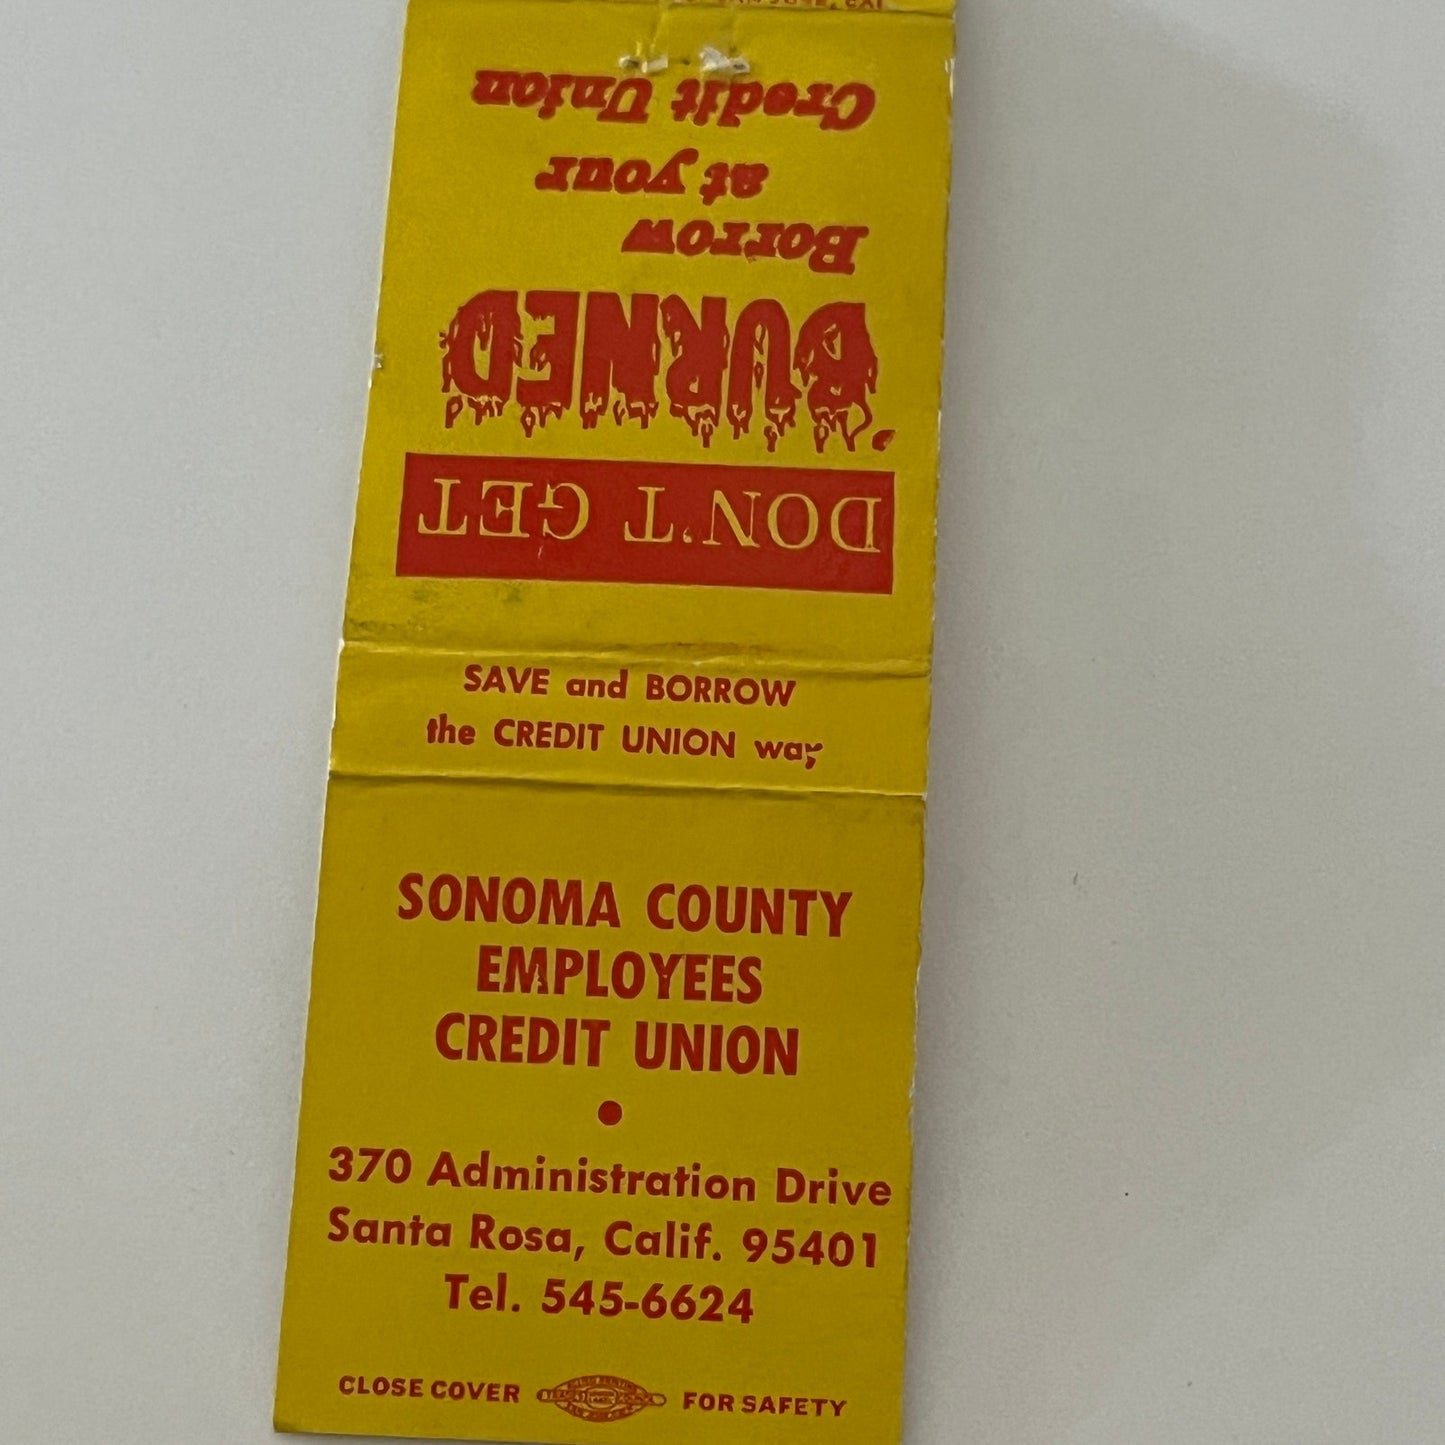 DON'T GET
BURNED
Borrow
at your
Credit Union
SAVE and BORROW
the CREDIT UNION way
SONOMA COUNTY
EMPLOYEES
CREDIT UNION
370 Administration Drive
Santa Rosa, Calif. 95401
Tel. 545-6624
CLOSE COVER FOR SAFETY